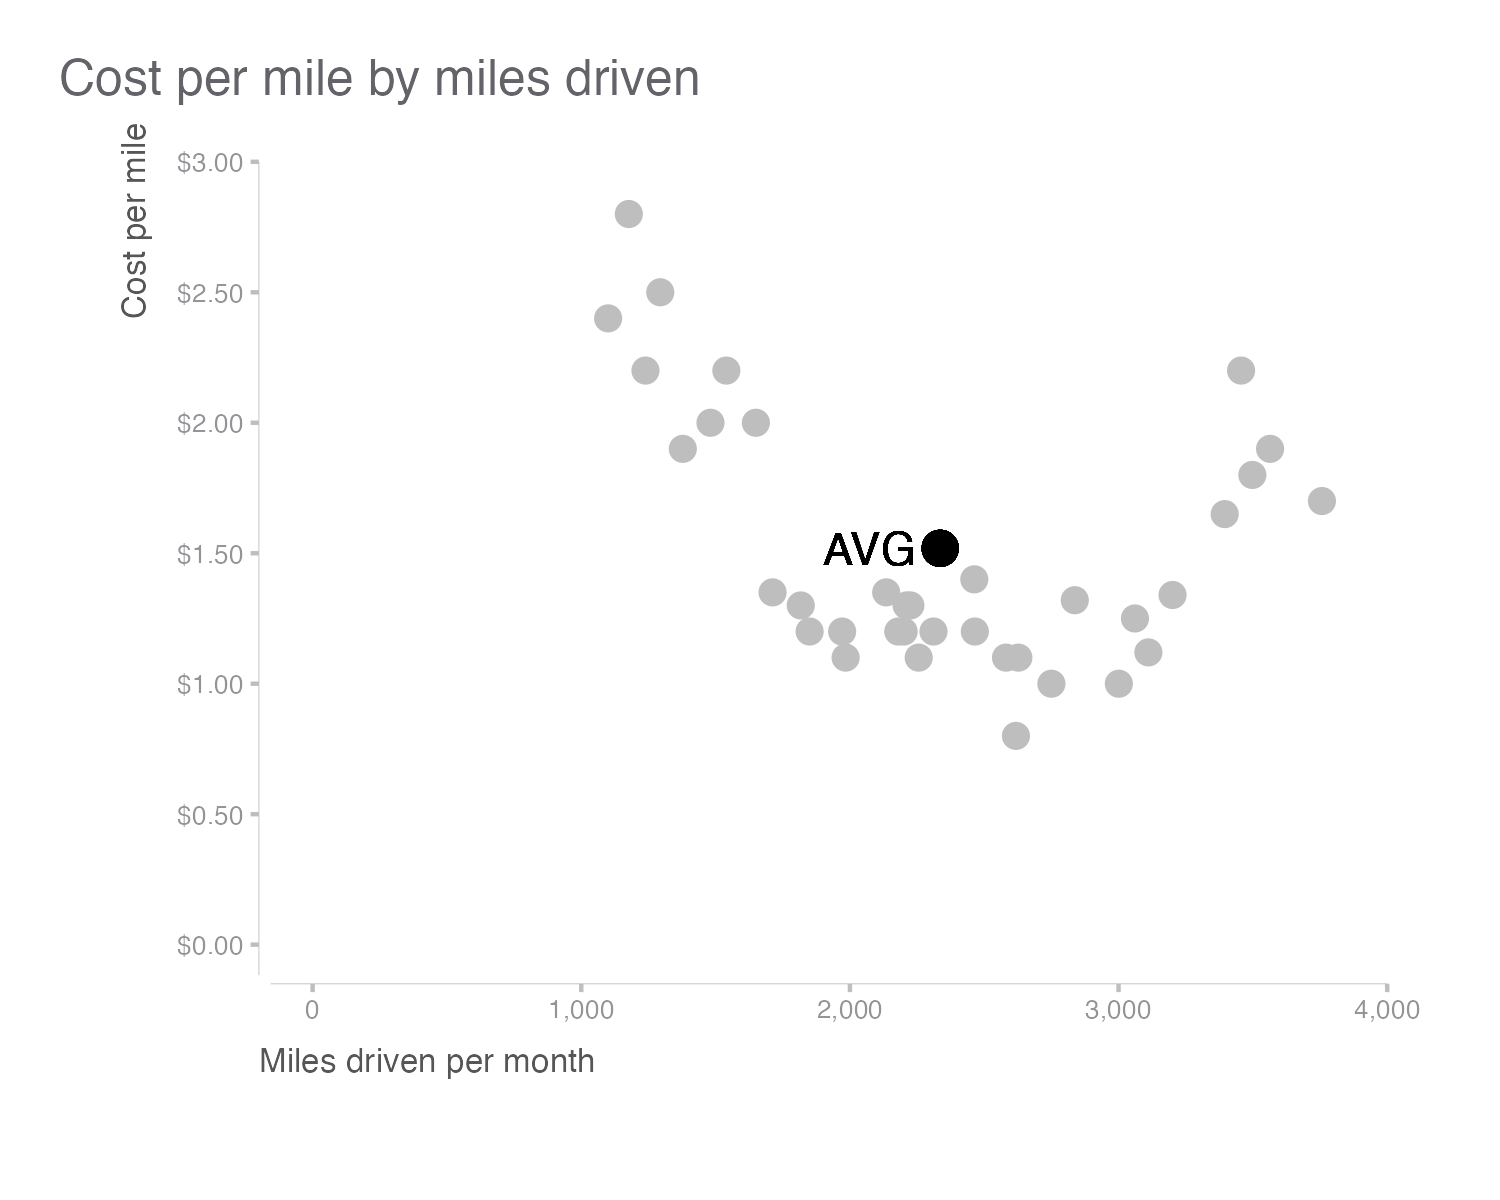 Cost per mile by miles driven
Cost per mile
$3.00
$2.50
$2.00
$1.50
$1.00
$0.50
$0.00
AVG
0 1,000 2,000 3,000 4,000
Miles driven per month